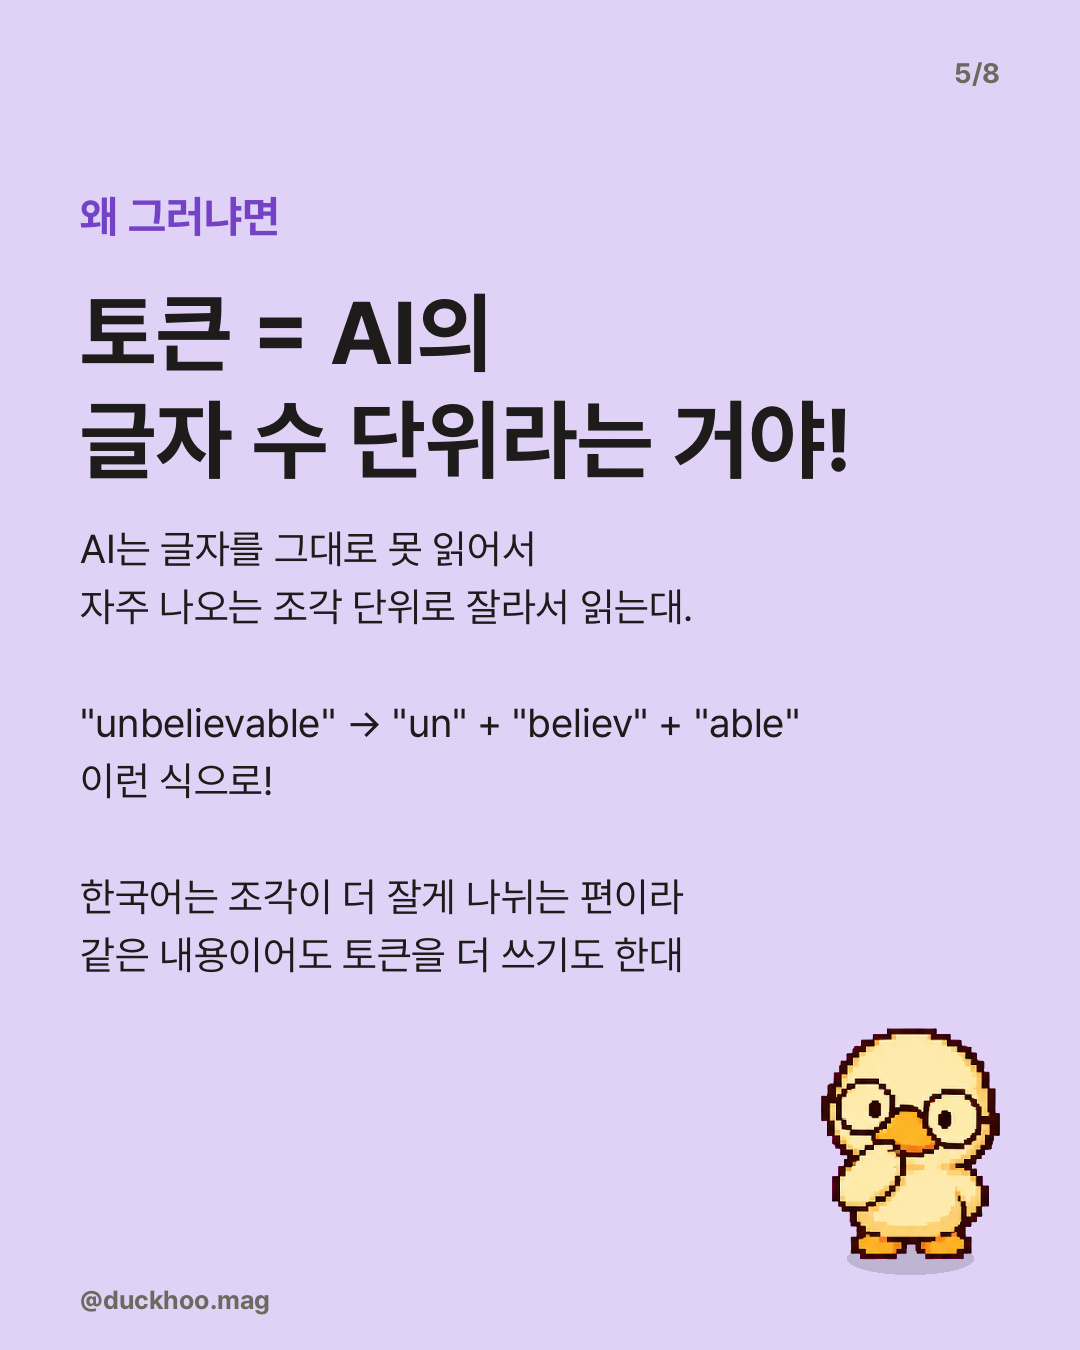 5/8
왜 그러냐면
토큰 = AI의
글자 수 단위라는 거야!
AI는 글자를 그대로 못 읽어서
자주 나오는 조각 단위로 잘라서 읽는대.
"unbelievable" → "un" + "believ" + "able"
이런 식으로!
한국어는 조각이 더 잘게 나뉘는 편이라
같은 내용이어도 토큰을 더 쓰기도 한대
@duckhoo.mag